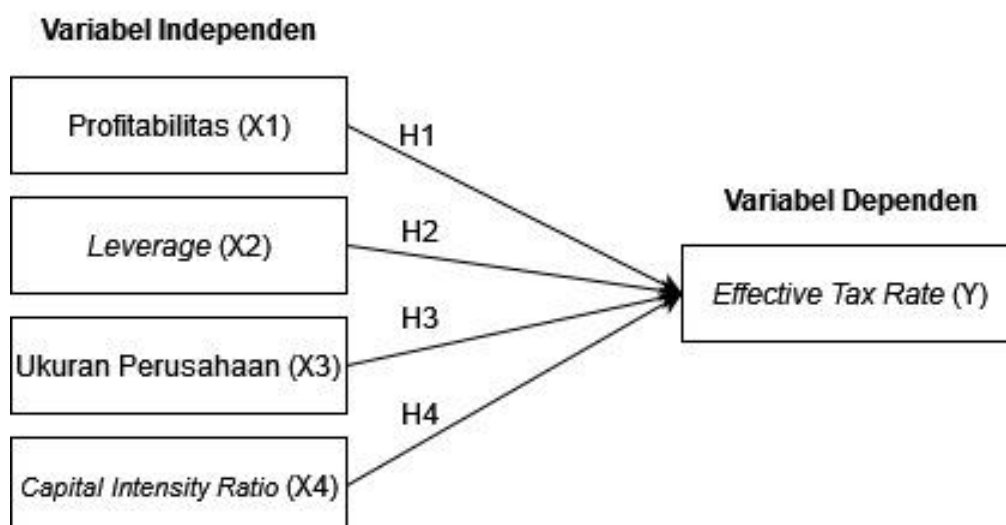 Variabel Independen
Profitabilitas (X1)
H1
Leverage (X2)
H2
Variabel Dependen
Effective Tax Rate (Y)
Ukuran Perusahaan (X3)
H3
Capital Intensity Ratio (X4)
H4